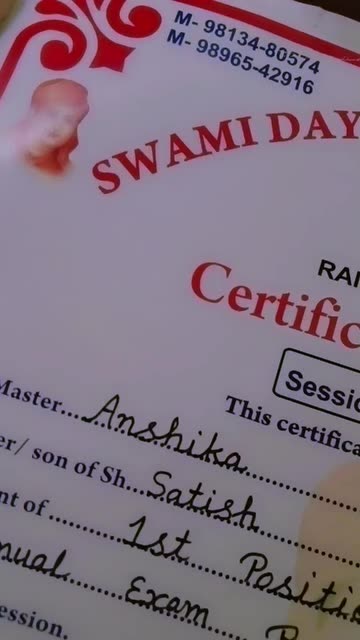 M- 98134-80574
M- 98965-42916
SWAMI DAY
RAI
Certific
Sessio
This certifica
Master...Anshika
er/ son of Sh...Satish
nt of 1st Positi
nual Exam
ession.